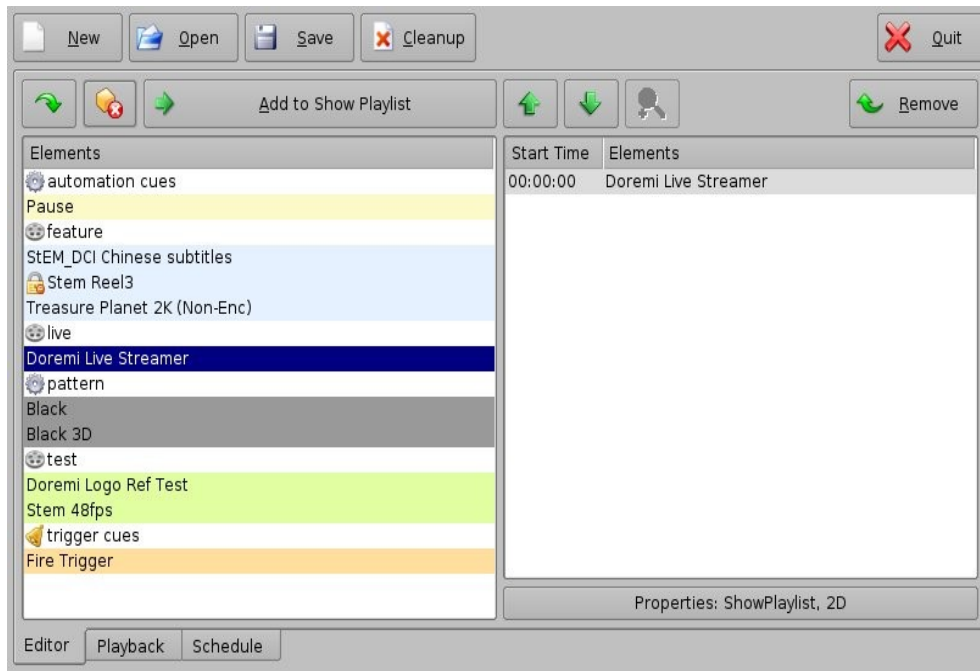 New Open Save Cleanup Quit
Add to Show Playlist Remove
Elements
automation cues
Pause
feature
StEM_DCI Chinese subtitles
Stem Reel3
Treasure Planet 2K (Non-Enc)
live
Doremi Live Streamer
pattern
Black
Black 3D
test
Doremi Logo Ref Test
Stem 48fps
trigger cues
Fire Trigger
Start Time Elements
00:00:00 Doremi Live Streamer
Properties: ShowPlaylist, 2D
Editor Playback Schedule